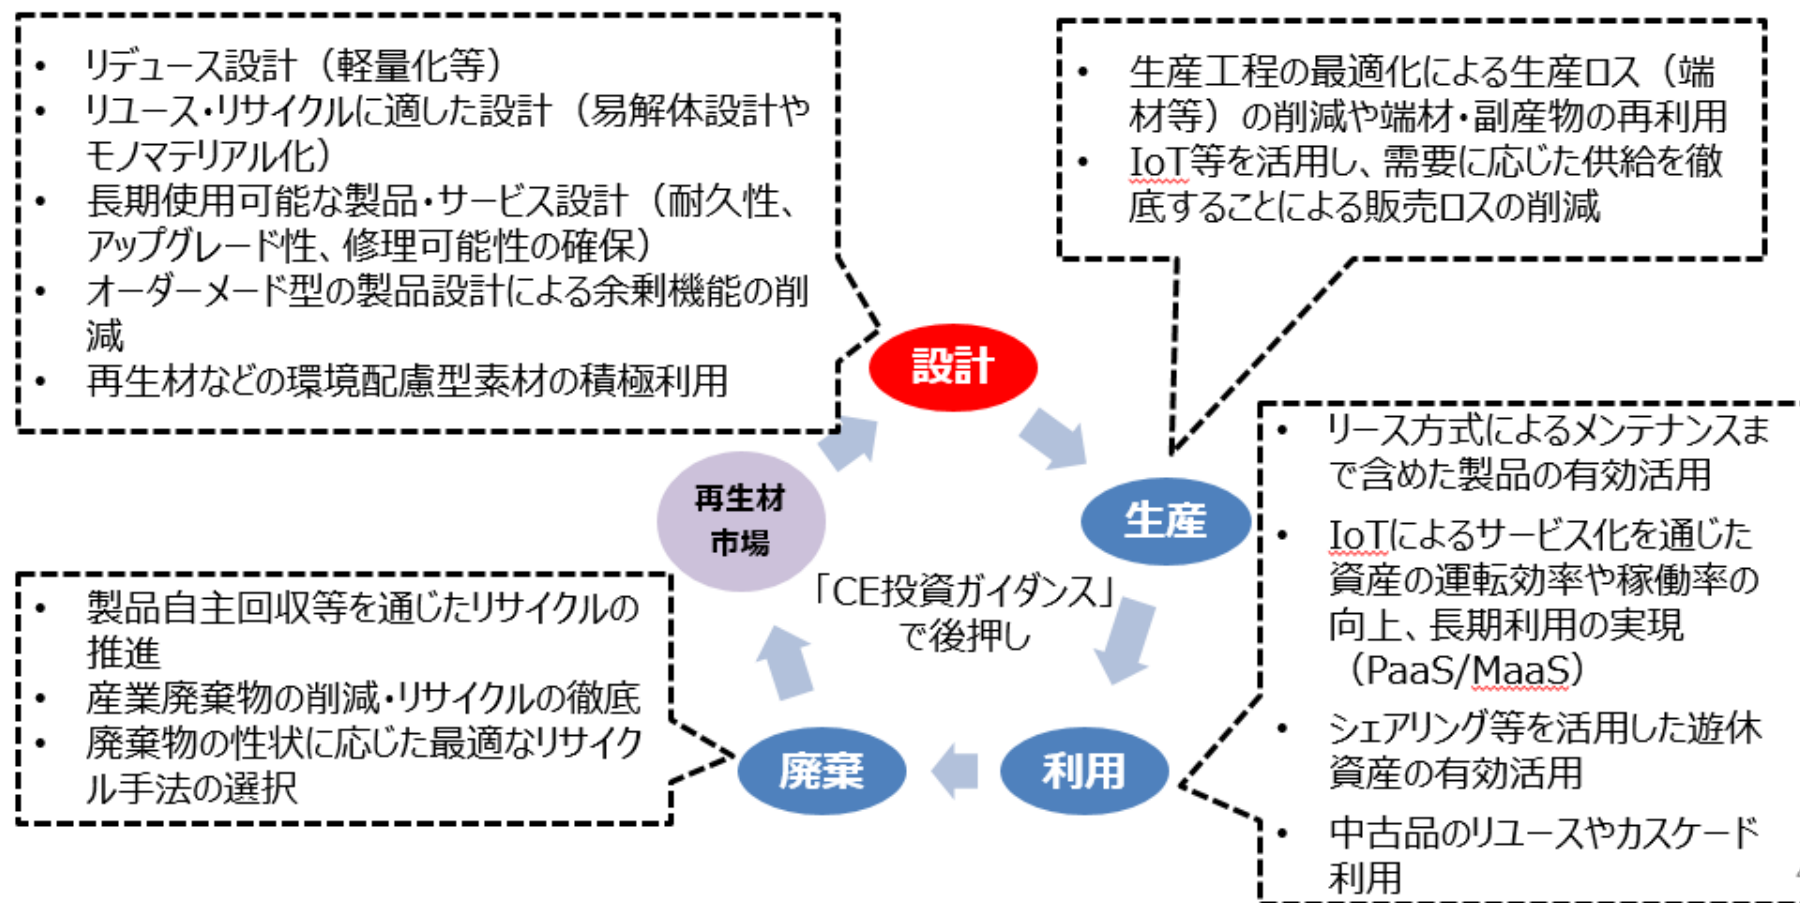 • リデュース設計（軽量化等）
• リユース・リサイクルに適した設計（易解体設計や
モノマテリアル化）
• 長期使用可能な製品・サービス設計（耐久性、
アップグレード性、修理可能性の確保）
• オーダーメード型の製品設計による余剰機能の削
減
• 再生材などの環境配慮型素材の積極利用
• 生産工程の最適化による生産ロス（端
材等）の削減や端材・副産物の再利用
• IoT等を活用し、需要に応じた供給を徹
底することによる販売ロスの削減
設計
生産
• リース方式によるメンテナンスま
で含めた製品の有効活用
• IoTによるサービス化を通じた
資産の運転効率や稼働率の
向上、長期利用の実現
（PaaS/MaaS）
• シェアリング等を活用した遊休
資産の有効活用
• 中古品のリユースやカスケード
利用
再生材
市場
「CE投資ガイダンス」
で後押し
• 製品自主回収等を通じたリサイクルの
推進
• 産業廃棄物の削減・リサイクルの徹底
• 廃棄物の性状に応じた最適なリサイク
ル手法の選択
廃棄
利用